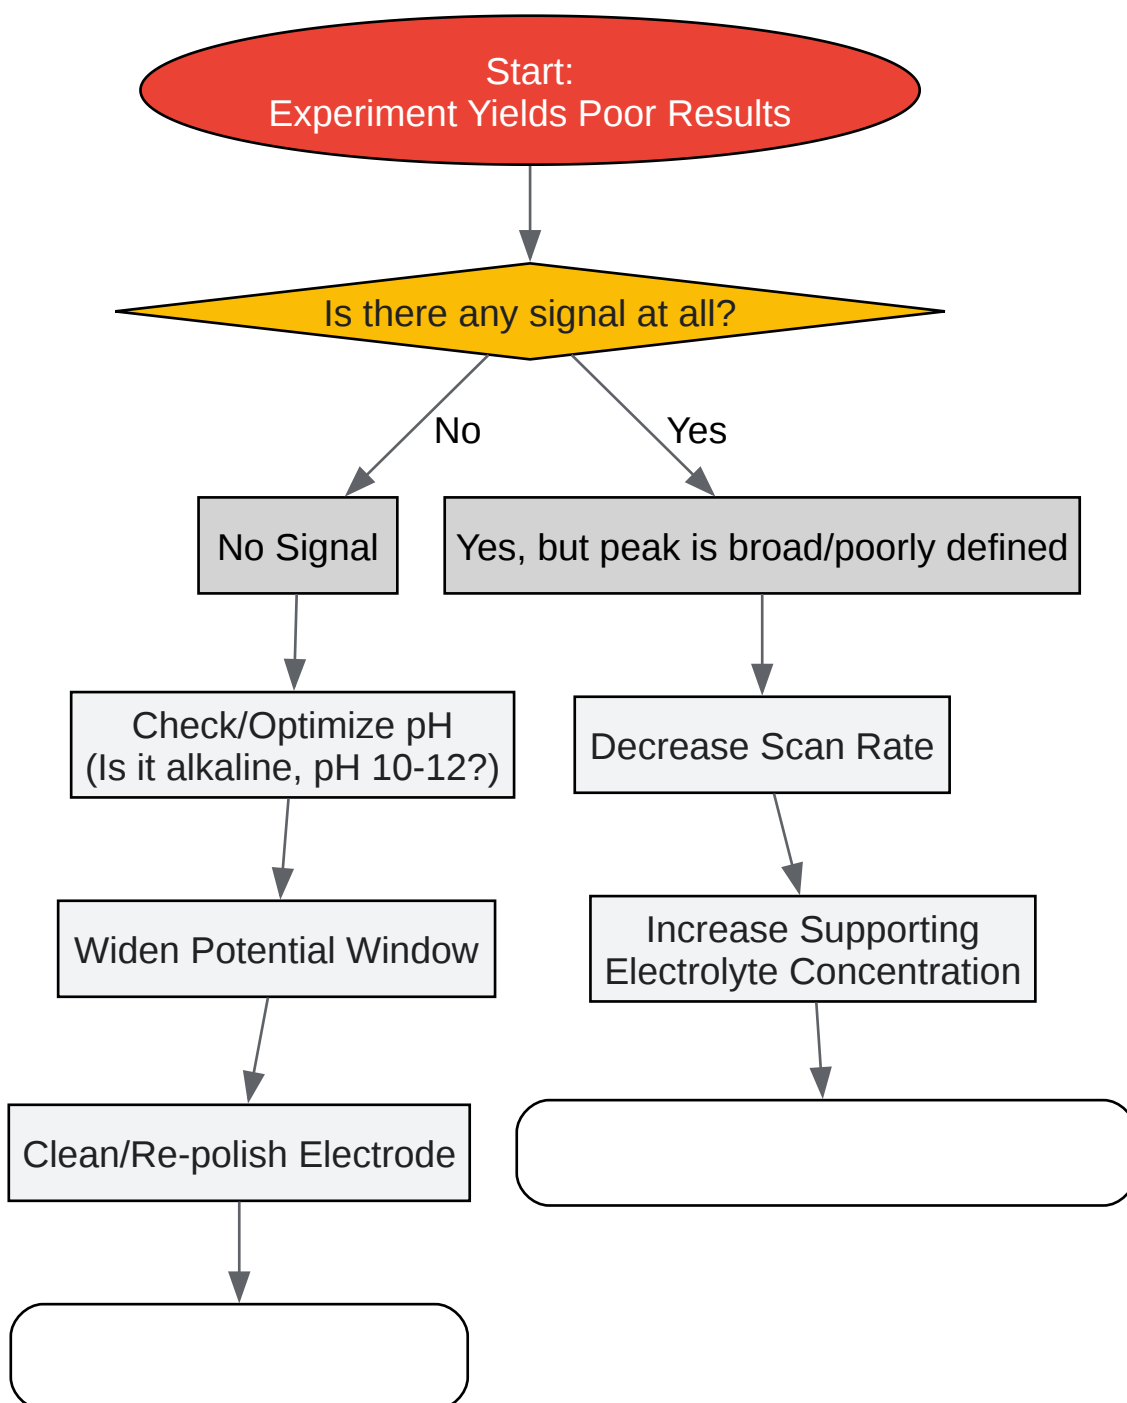 Start:
Experiment Yields Poor Results
Is there any signal at all?
No
Yes
No Signal
Yes, but peak is broad/poorly defined
Check/Optimize pH
(Is it alkaline, pH 10-12?)
Decrease Scan Rate
Widen Potential Window
Increase Supporting
Electrolyte Concentration
Clean/Re-polish Electrode